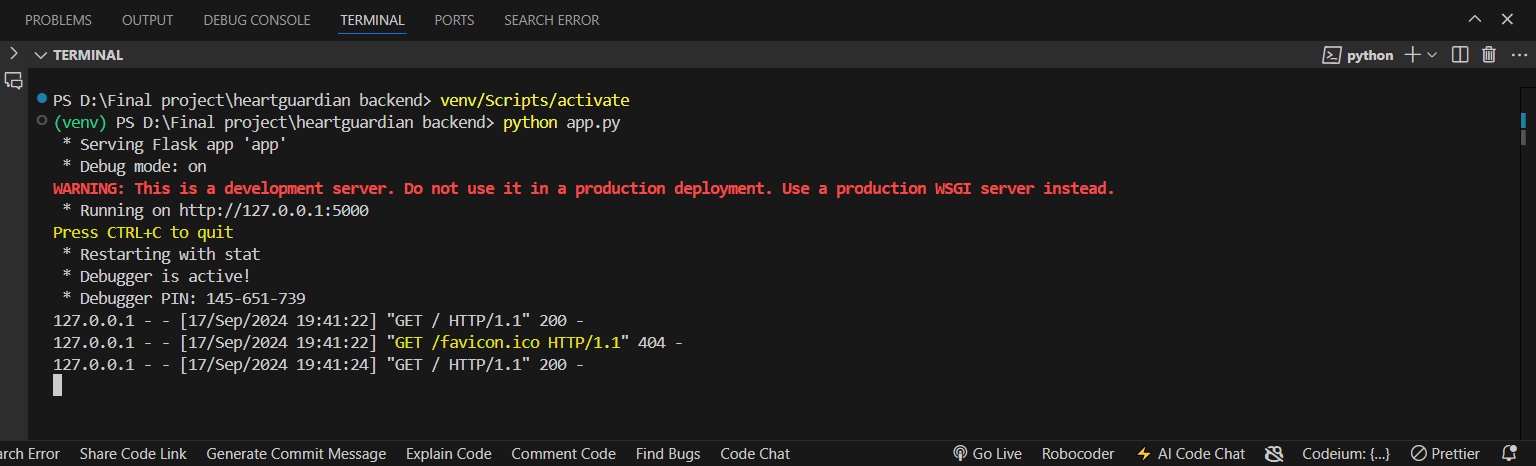 PROBLEMS OUTPUT DEBUG CONSOLE TERMINAL PORTS SEARCH ERROR
TERMINAL python
PS D:\Final project\heartguardian backend> venv/Scripts/activate
(venv) PS D:\Final project\heartguardian backend> python app.py
* Serving Flask app 'app'
* Debug mode: on
WARNING: This is a development server. Do not use it in a production deployment. Use a production WSGI server instead.
* Running on http://127.0.0.1:5000
Press CTRL+C to quit
* Restarting with stat
* Debugger is active!
* Debugger PIN: 145-651-739
127.0.0.1 - - [17/Sep/2024 19:41:22] "GET / HTTP/1.1" 200 -
127.0.0.1 - - [17/Sep/2024 19:41:22] "GET /favicon.ico HTTP/1.1" 404 -
127.0.0.1 - - [17/Sep/2024 19:41:24] "GET / HTTP/1.1" 200 -
arch Error Share Code Link Generate Commit Message Explain Code Comment Code Find Bugs Code Chat Go Live Robocoder AI Code Chat Codeium: {...} Prettier